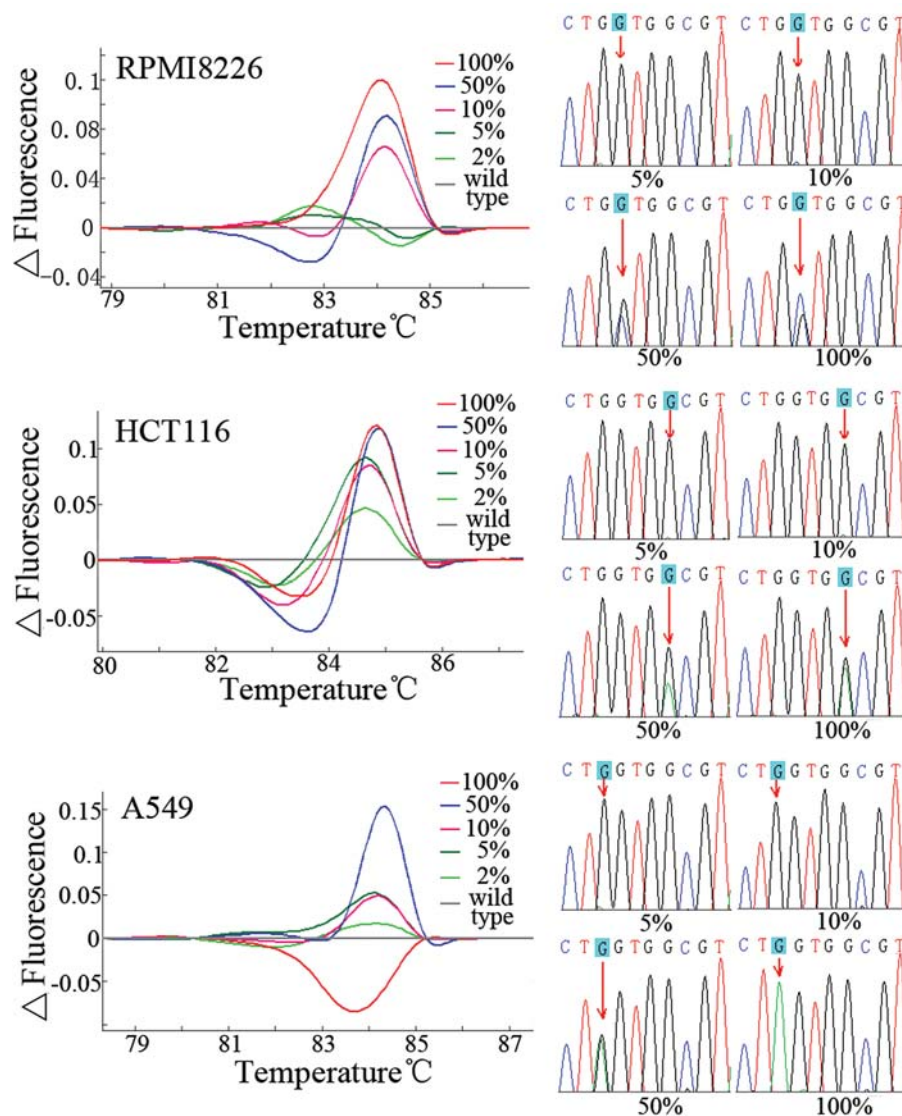 RPMI8226
△ Fluorescence
0.1
0.08
0.04
0
-0.04
79
81
83
85
Temperature℃
100%
50%
10%
5%
2%
wild
type
C T G G T G G C G T
C T G G T G G C G T
5%
10%
C T G G T G G C G T
C T G G T G G C G T
50%
100%
HCT116
△ Fluorescence
0.1
0.05
0
-0.05
80
82
84
86
Temperature℃
100%
50%
10%
5%
2%
wild
type
C T G G T G G C G T
C T G G T G G C G T
5%
10%
C T G G T G G C G T
C T G G T G G C G T
50%
100%
A549
△ Fluorescence
0.15
0.1
0.05
0
-0.05
79
81
83
85
87
Temperature℃
100%
50%
10%
5%
2%
wild
type
C T G G T G G C G T
C T G G T G G C G T
5%
10%
C T G G T G G C G T
C T G G T G G C G T
50%
100%